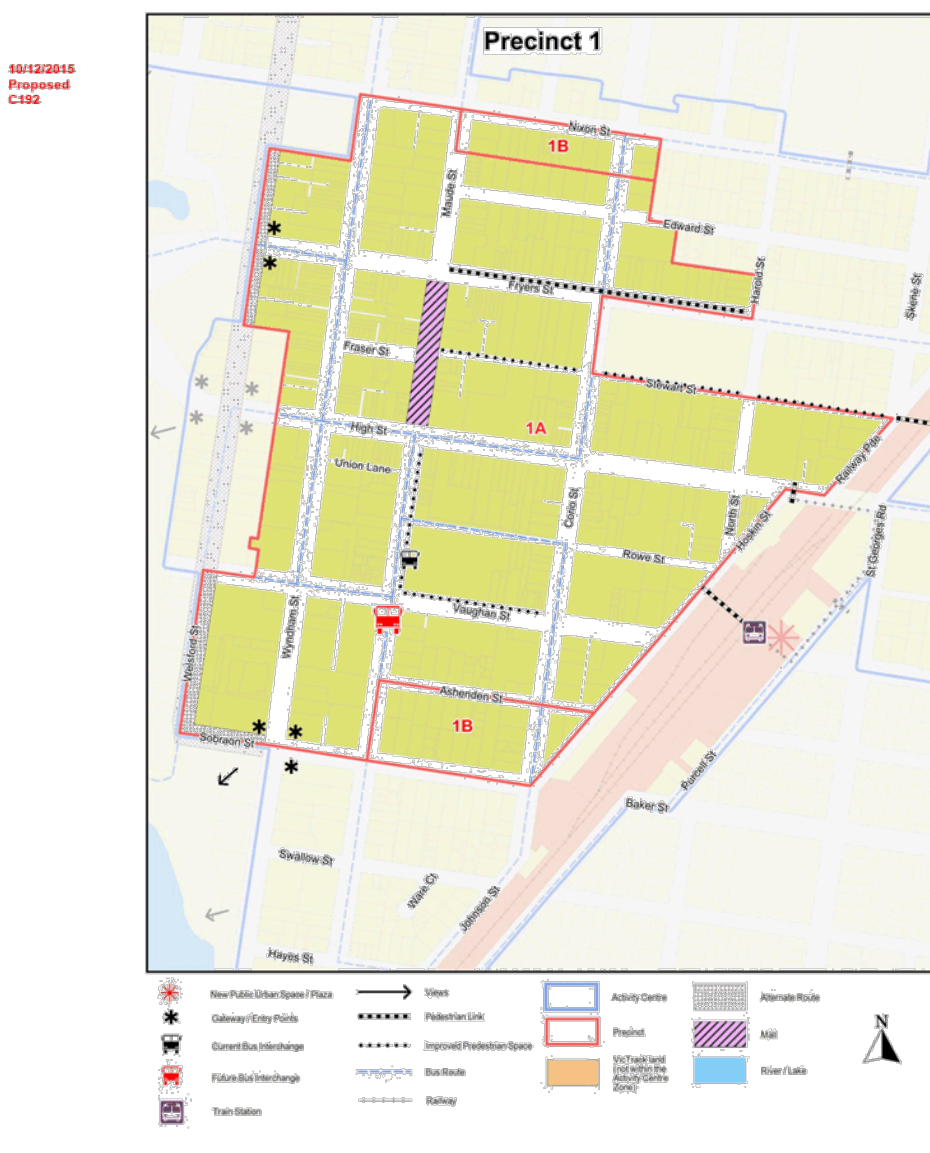 10/12/2015
Proposed
C192
Precinct 1
Nixon St
1B
Maude St
Edward St
Harold St
Skene St
Fryers St
Fraser St
Stewart St
High St
1A
Union Lane
Railway Pde
Corio St
North St
Hoskin St
St Georges Rd
Rowe St
Wyndham St
Vaughan St
Welsford St
Ashenden St
1B
Sobraon St
Purcell St
Baker St
Swallow St
Ware Ct
Johnson St
Hayes St
New Public Urban Space / Plaza
Gateway / Entry Points
Current Bus Interchange
Future Bus Interchange
Train Station
Views
Pedestrian Link
Improved Predestrian Space
Bus Route
Railway
Activity Centre
Precinct
VicTrack land
(not within the
Activity Centre
Zone)
Alternate Route
Mall
River / Lake
N